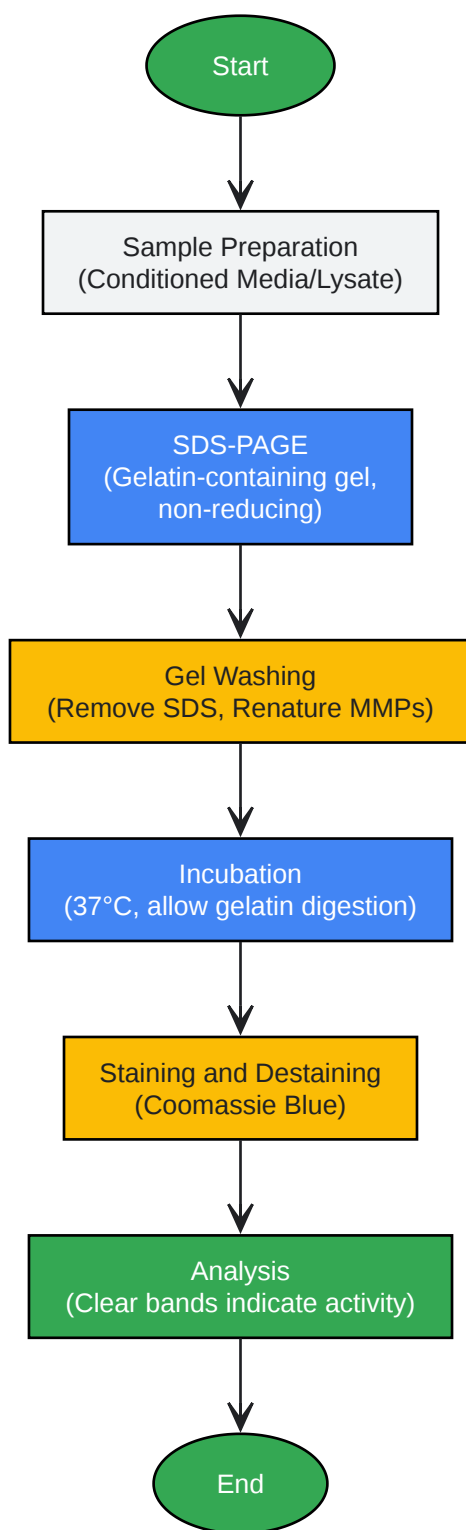 Start
Sample Preparation
(Conditioned Media/Lysate)
SDS-PAGE
(Gelatin-containing gel,
non-reducing)
Gel Washing
(Remove SDS, Renature MMPs)
Incubation
(37°C, allow gelatin digestion)
Staining and Destaining
(Coomassie Blue)
Analysis
(Clear bands indicate activity)
End